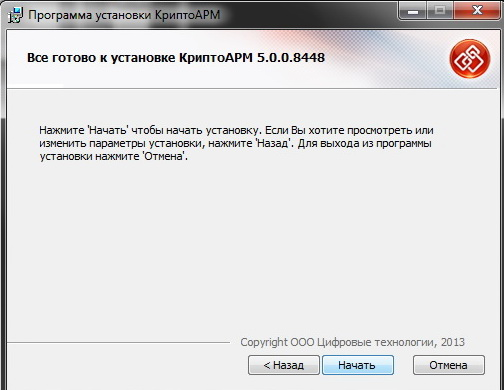 Программа установки КриптоАРМ
Все готово к установке КриптоАРМ 5.0.0.8448
Нажмите 'Начать' чтобы начать установку. Если Вы хотите просмотреть или
изменить параметры установки, нажмите 'Назад'. Для выхода из программы
установки нажмите 'Отмена'.
Copyright ООО Цифровые технологии, 2013
< Назад
Начать
Отмена